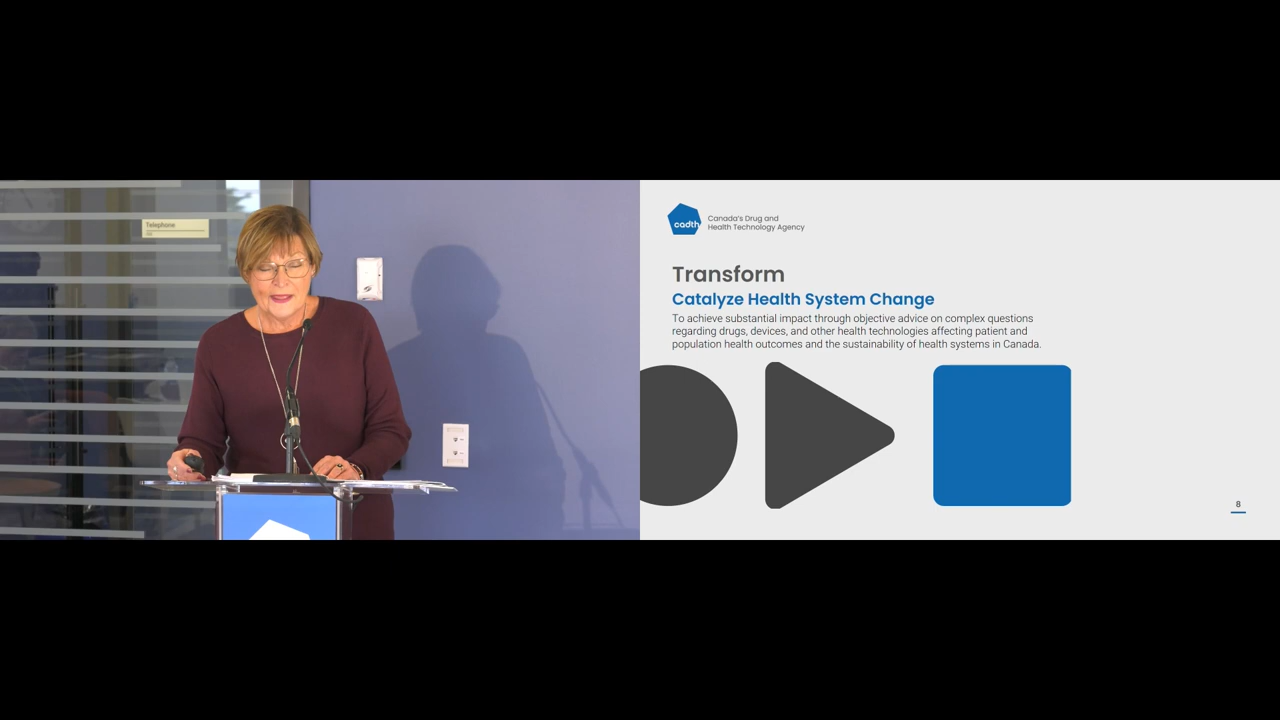 Telephone
cadth
Canada's Drug and
Health Technology Agency
Transform
Catalyze Health System Change
To achieve substantial impact through objective advice on complex questions
regarding drugs, devices, and other health technologies affecting patient and
population health outcomes and the sustainability of health systems in Canada.
8